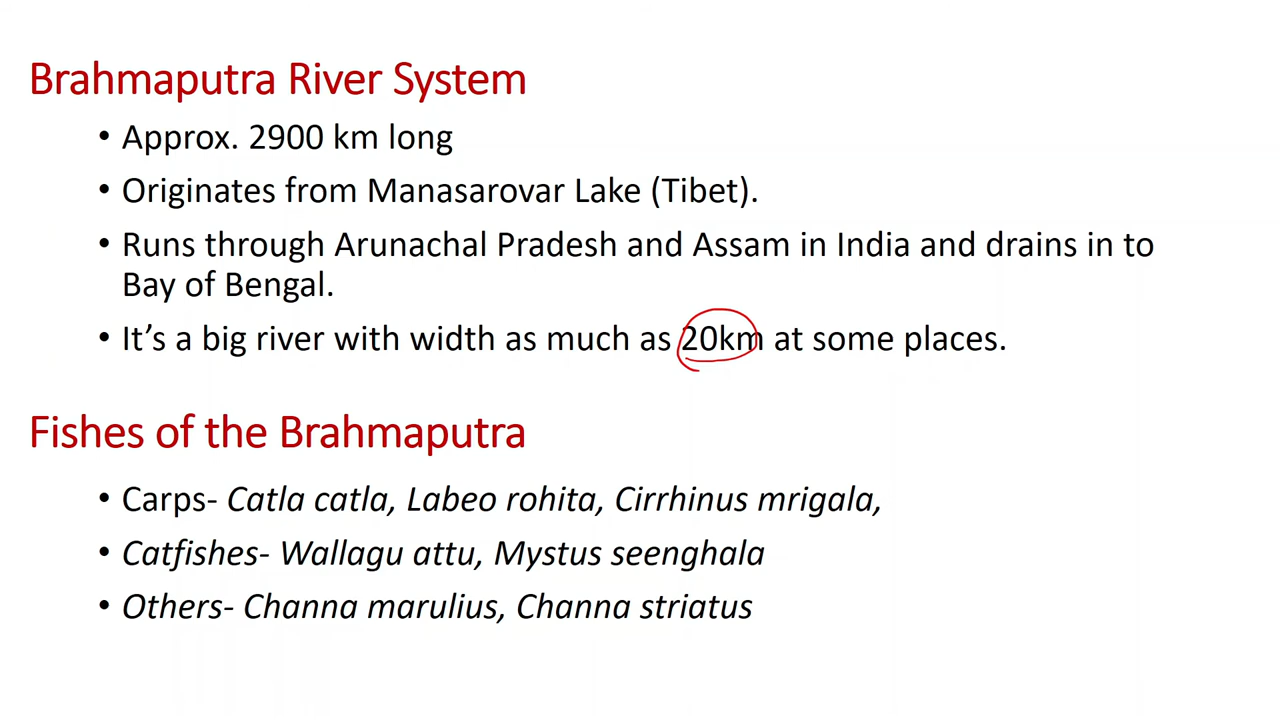 Brahmaputra River System
• Approx. 2900 km long
• Originates from Manasarovar Lake (Tibet).
• Runs through Arunachal Pradesh and Assam in India and drains in to
Bay of Bengal.
• It’s a big river with width as much as 20km at some places.
Fishes of the Brahmaputra
• Carps- Catla catla, Labeo rohita, Cirrhinus mrigala,
• Catfishes- Wallagu attu, Mystus seenghala
• Others- Channa marulius, Channa striatus